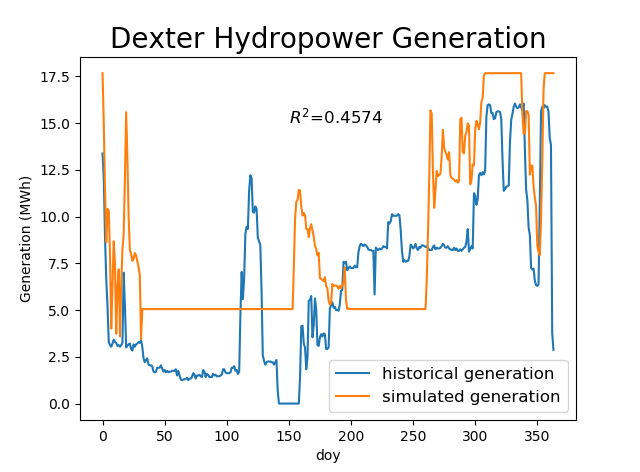 Dexter Hydropower Generation
R²=0.4574
Generation (MWh)
17.5
15.0
12.5
10.0
7.5
5.0
2.5
0.0
historical generation
simulated generation
0 50 100 150 200 250 300 350
doy